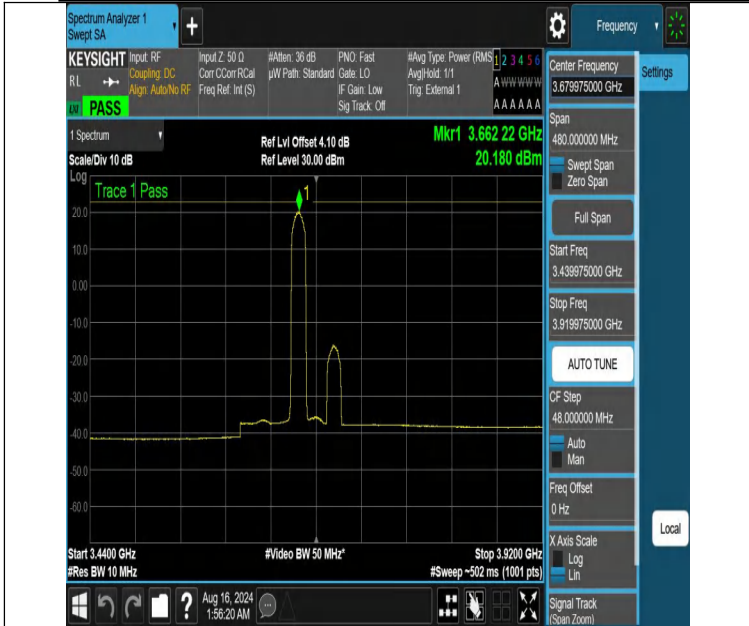 Spectrum Analyzer 1
Swept SA
+
Frequency
KEYSIGHT
RL
LXI
PASS
Input: RF
Coupling: DC
Align: Auto/No RF
Input Z: 50 Ω
Corr CCorr RCal
Freq Ref: Int (S)
#Atten: 36 dB
µW Path: Standard
PNO: Fast
Gate: LO
IF Gain: Low
Sig Track: Off
#Avg Type: Power (RMS
Avg|Hold: 1/1
Trig: External 1
1 2 3 4 5 6
A W W W W W
A A A A A A
1 Spectrum
Scale/Div 10 dB
Ref Lvl Offset 4.10 dB
Ref Level 30.00 dBm
Mkr1 3.662 22 GHz
20.180 dBm
Log
Trace 1 Pass
1
20.0
10.0
0.00
-10.0
-20.0
-30.0
-40.0
-50.0
-60.0
Start 3.4400 GHz
#Res BW 10 MHz
#Video BW 50 MHz*
Stop 3.9200 GHz
#Sweep ~502 ms (1001 pts)
Center Frequency
3.679975000 GHz
Span
480.000000 MHz
Swept Span
Zero Span
Full Span
Start Freq
3.439975000 GHz
Stop Freq
3.919975000 GHz
AUTO TUNE
CF Step
48.000000 MHz
Auto
Man
Freq Offset
0 Hz
X Axis Scale
Log
Lin
Signal Track
(Span Zoom)
Settings
Local
?
Aug 16, 2024
1:56:20 AM